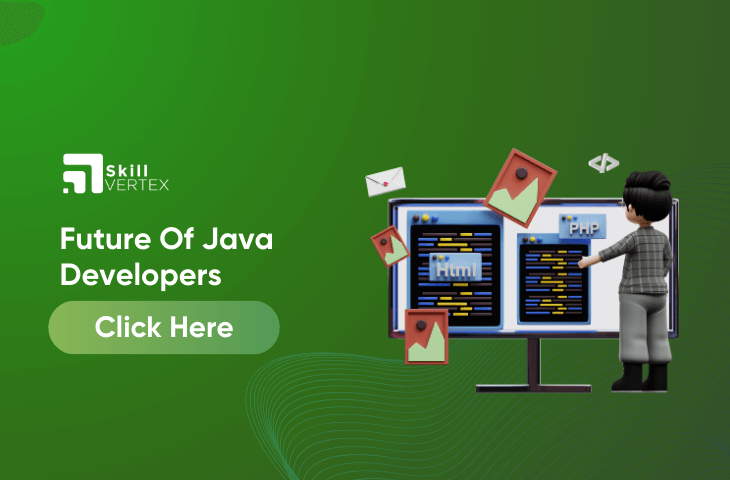 Skill
VERTEX
Future Of Java
Developers
Click Here
Html
PHP
</>